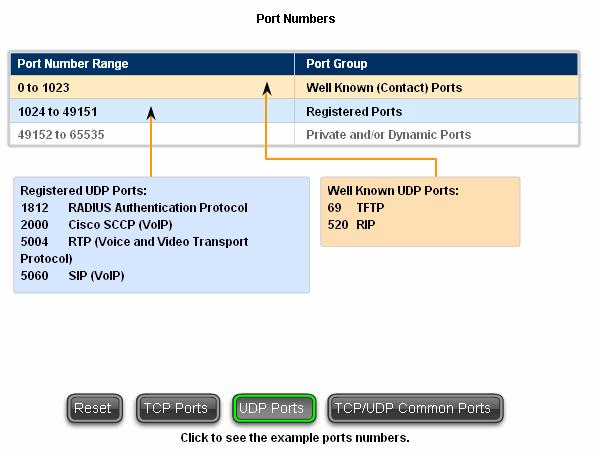 Port Numbers
Port Number Range Port Group
0 to 1023 Well Known (Contact) Ports
1024 to 49151 Registered Ports
49152 to 65535 Private and/or Dynamic Ports
Registered UDP Ports:
1812 RADIUS Authentication Protocol
2000 Cisco SCCP (VoIP)
5004 RTP (Voice and Video Transport
Protocol)
5060 SIP (VoIP)
Well Known UDP Ports:
69 TFTP
520 RIP
Reset TCP Ports UDP Ports TCP/UDP Common Ports
Click to see the example ports numbers.